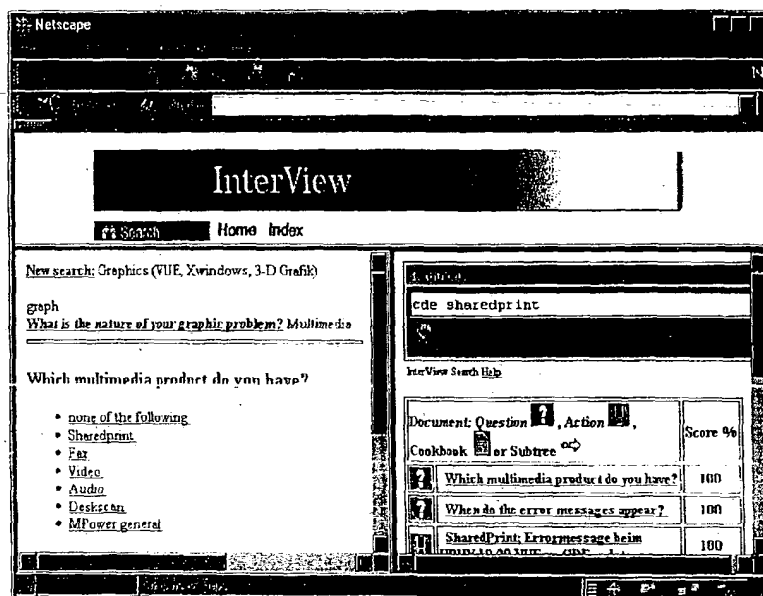 Netscape
InterView
Search Home Index
New search: Graphics (VUE, Xwindows, 3-D Grafik)
graph
What is the nature of your graphic problem? Multimedia
Which multimedia product do you have?
• none of the following
• Sharedprint
• Fax
• Video
• Audio
• Deskscan
• MPower general
cde sharedprint
InterView Search Help
Document: Question , Action ,
Cookbook or Subtree
Score %
Which multimedia product do you have? 100
When do the error messages appear? 100
SharedPrint; Errormessage beim
100